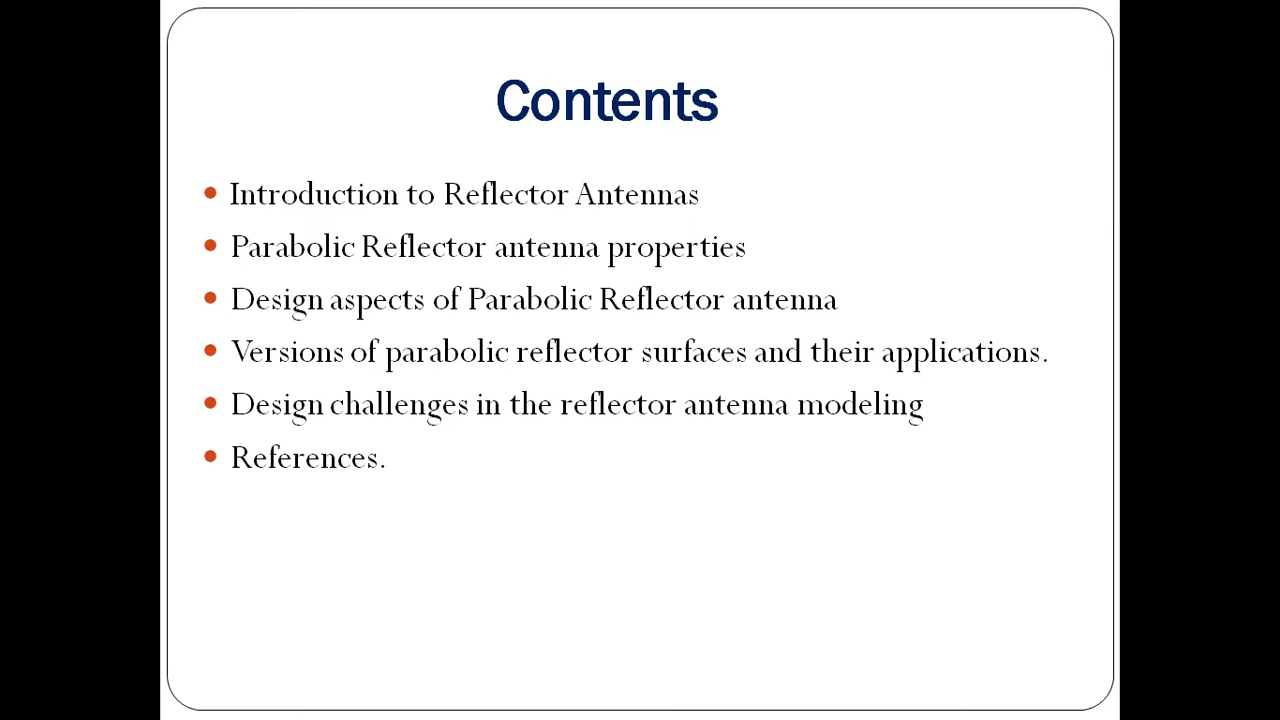 Contents
Introduction to Reflector Antennas
Parabolic Reflector antenna properties
Design aspects of Parabolic Reflector antenna
Versions of parabolic reflector surfaces and their applications.
Design challenges in the reflector antenna modeling
References.